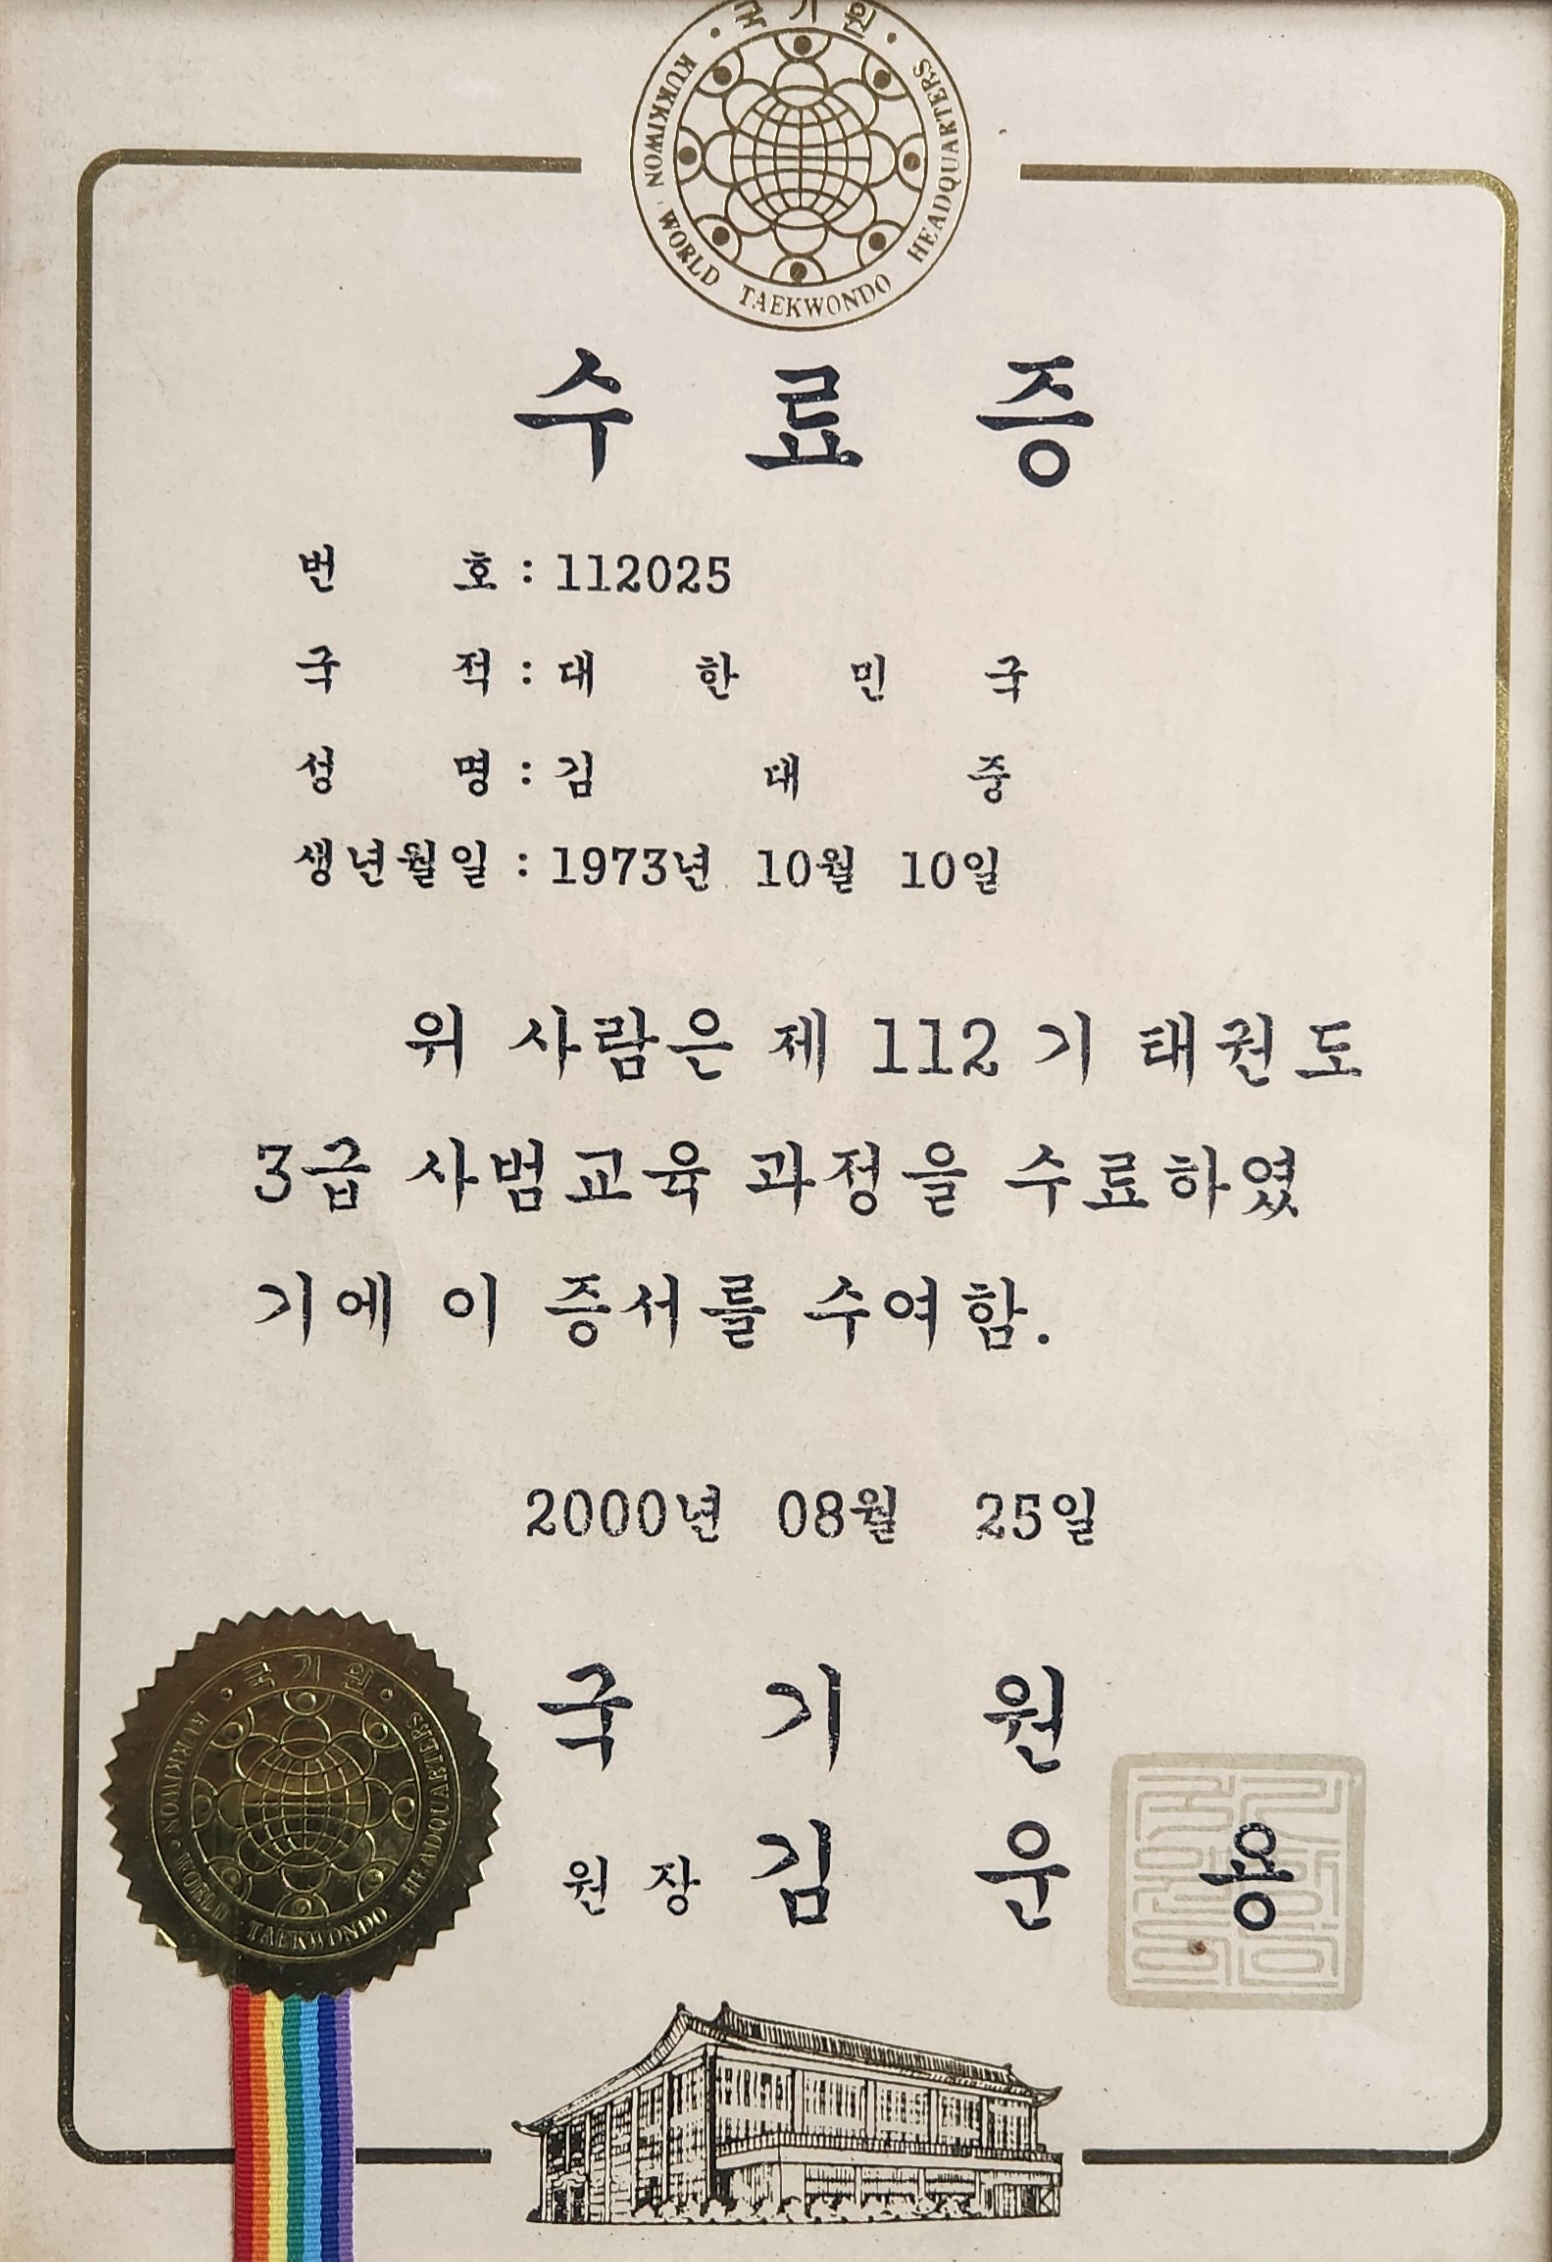 국기원
KUKKIWON · WORLD TAEKWONDO HEADQUARTERS
수 료 증
번 호 : 112025
국 적 : 대 한 민 국
성 명 : 김 대 중
생년월일 : 1973년 10월 10일
위 사람은 제 112 기 태권도
3급 사범교육 과정을 수료하였
기에 이 증서를 수여함.
2000년 08월 25일
국 기 원
원 장 김 운 용
· 국 기 원 ·
KUKKIWON · WORLD TAEKWONDO HEADQUARTERS